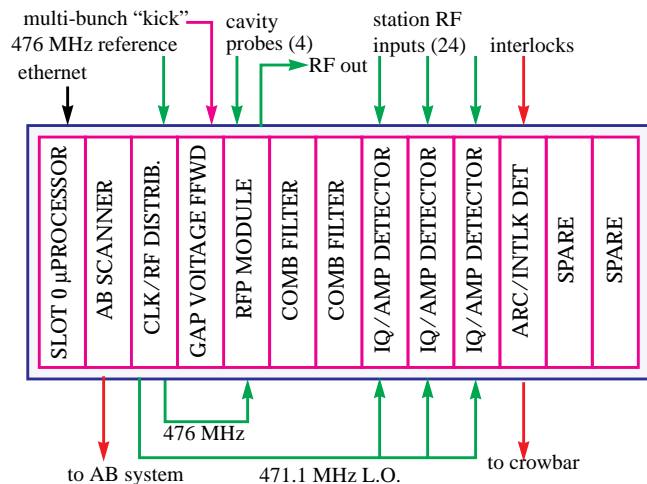 multi-bunch “kick”
476 MHz reference
ethernet
cavity
probes (4)
RF out
station RF
inputs (24)
interlocks
SLOT 0 µPROCESSOR
AB SCANNER
CLK/RF DISTRIB.
GAP VOITAGE FFWD
RFP MODULE
COMB FILTER
COMB FILTER
IQ/AMP DETECTOR
IQ/AMP DETECTOR
IQ/AMP DETECTOR
ARC/INTLK DET
SPARE
SPARE
476 MHz
to AB system
471.1 MHz L.O.
to crowbar